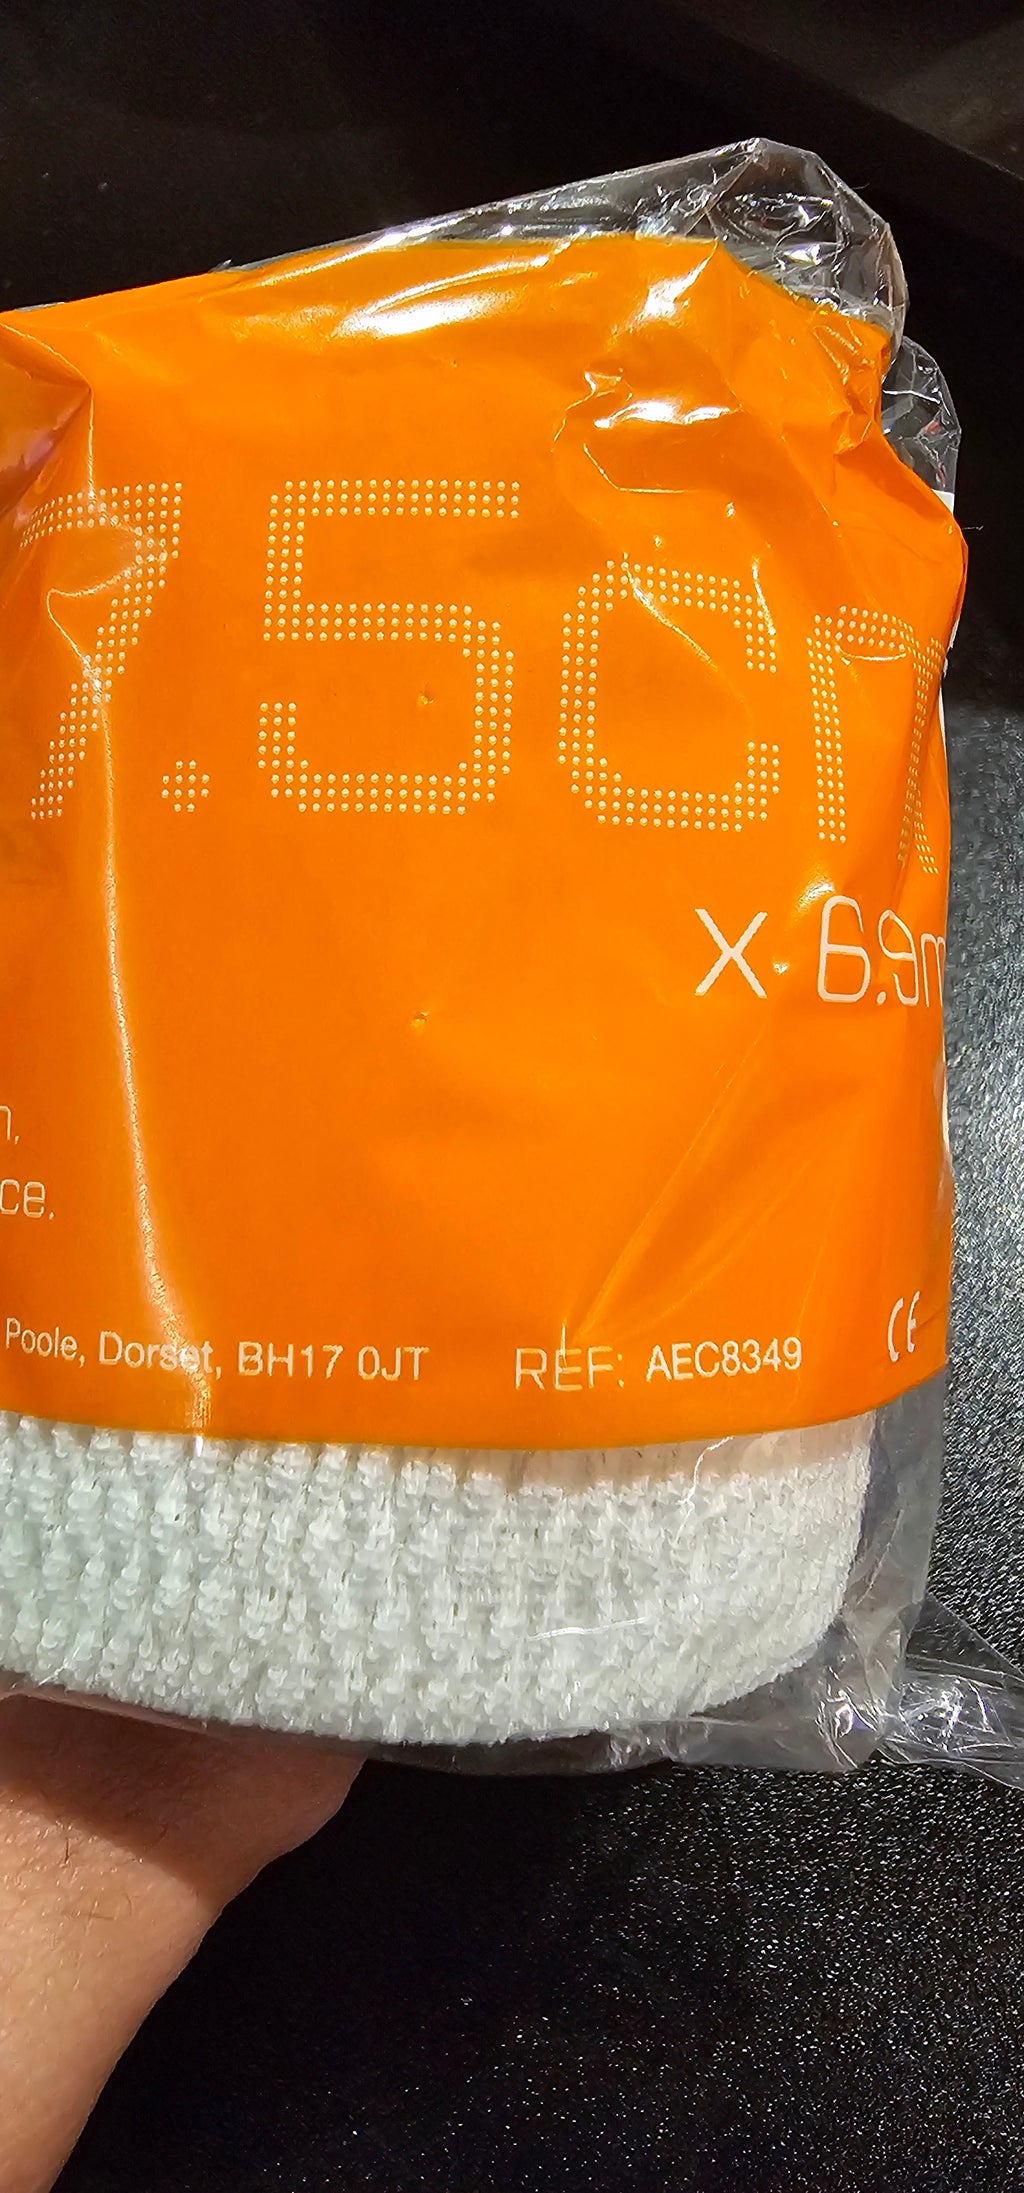 7.5cm
x 6.9m
n,
ce.
Poole, Dorset, BH17 0JT REF: AEC8349 CE